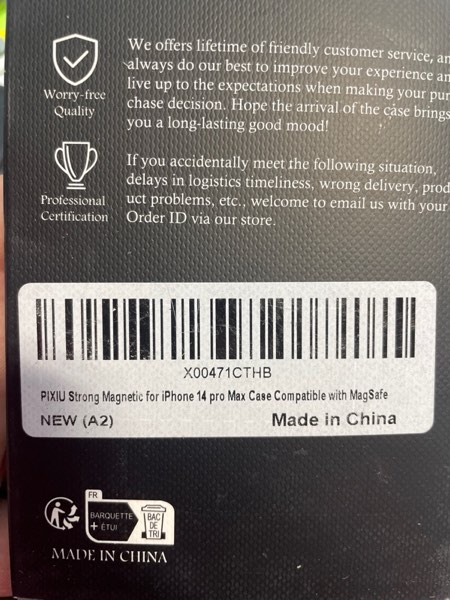 We offers lifetime of friendly customer service, an
always do our best to improve your experience an
live up to the expectations when making your pur
chase decision. Hope the arrival of the case brings
you a long-lasting good mood!
Worry-free
Quality
If you accidentally meet the following situation,
delays in logistics timeliness, wrong delivery, prod
uct problems, etc., welcome to email us with your
Order ID via our store.
Professional
Certification
X00471CTHB
PIXIU Strong Magnetic for iPhone 14 pro Max Case Compatible with MagSafe
NEW (A2)
Made in China
FR
BARQUETTE
+ ÉTUI
BAC
DE
TRI
MADE IN CHINA